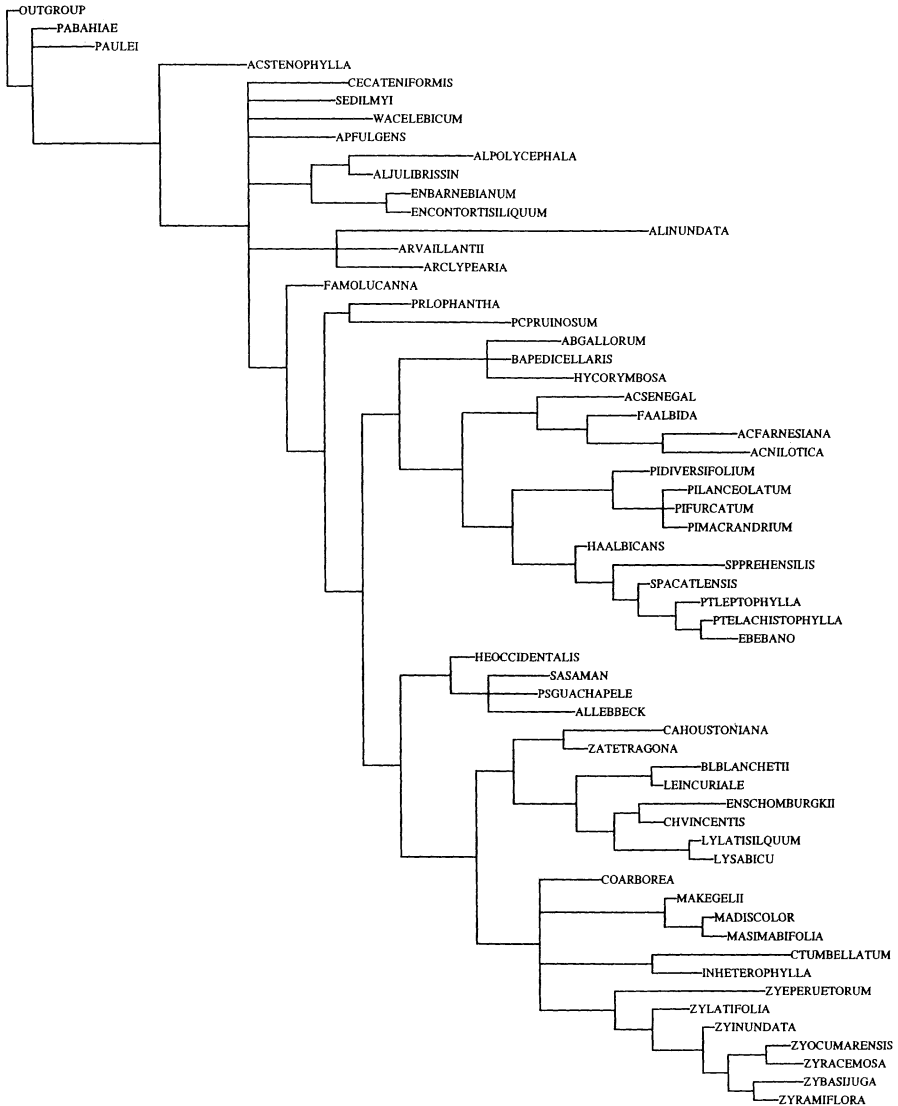 OUTGROUP
PABAHIAE
PAULEI
ACSTENOPHYLLA
CECATENIFORMIS
SEDILMYI
WACELEBICUM
APFULGENS
ALPOLYCEPHALA
ALJULIBRISSIN
ENBARNEBIANUM
ENCONTORTISILIQUUM
ALINUNDATA
ARVAILLANTII
ARCLYPEARIA
FAMOLUCANNA
PRLOPHANTHA
PCPRUINOSUM
ABGALLORUM
BAPEDICELLARIS
HYCORYMBOSA
ACSENEGAL
FAALBIDA
ACFARNESIANA
ACNILOTICA
PIDIVERSIFOLIUM
PILANCEOLATUM
PIFURCATUM
PIMACRANDRIUM
HAALBICANS
SPPREHENSILIS
SPACATLENSIS
PTLEPTOPHYLLA
PTELACHISTOPHYLLA
EBEBANO
HEOCCIDENTALIS
SASAMAN
PSGUACHAPELE
ALLEBBECK
CAHOUSTONIANA
ZATETRAGONA
BLBLANCHETII
LEINCURIALE
ENSCHOMBURGKII
CHVINCENTIS
LYLATISILQUUM
LYSABICU
COARBOREA
MAKEGELII
MADISCOLOR
MASIMABIFOLIA
CTUMBELLATUM
INHETEROPHYLLA
ZYEPERUETORUM
ZYLATIFOLIA
ZYINUNDATA
ZYOCUMARENSIS
ZYRACEMOSA
ZYBASIJUGA
ZYRAMIFLORA